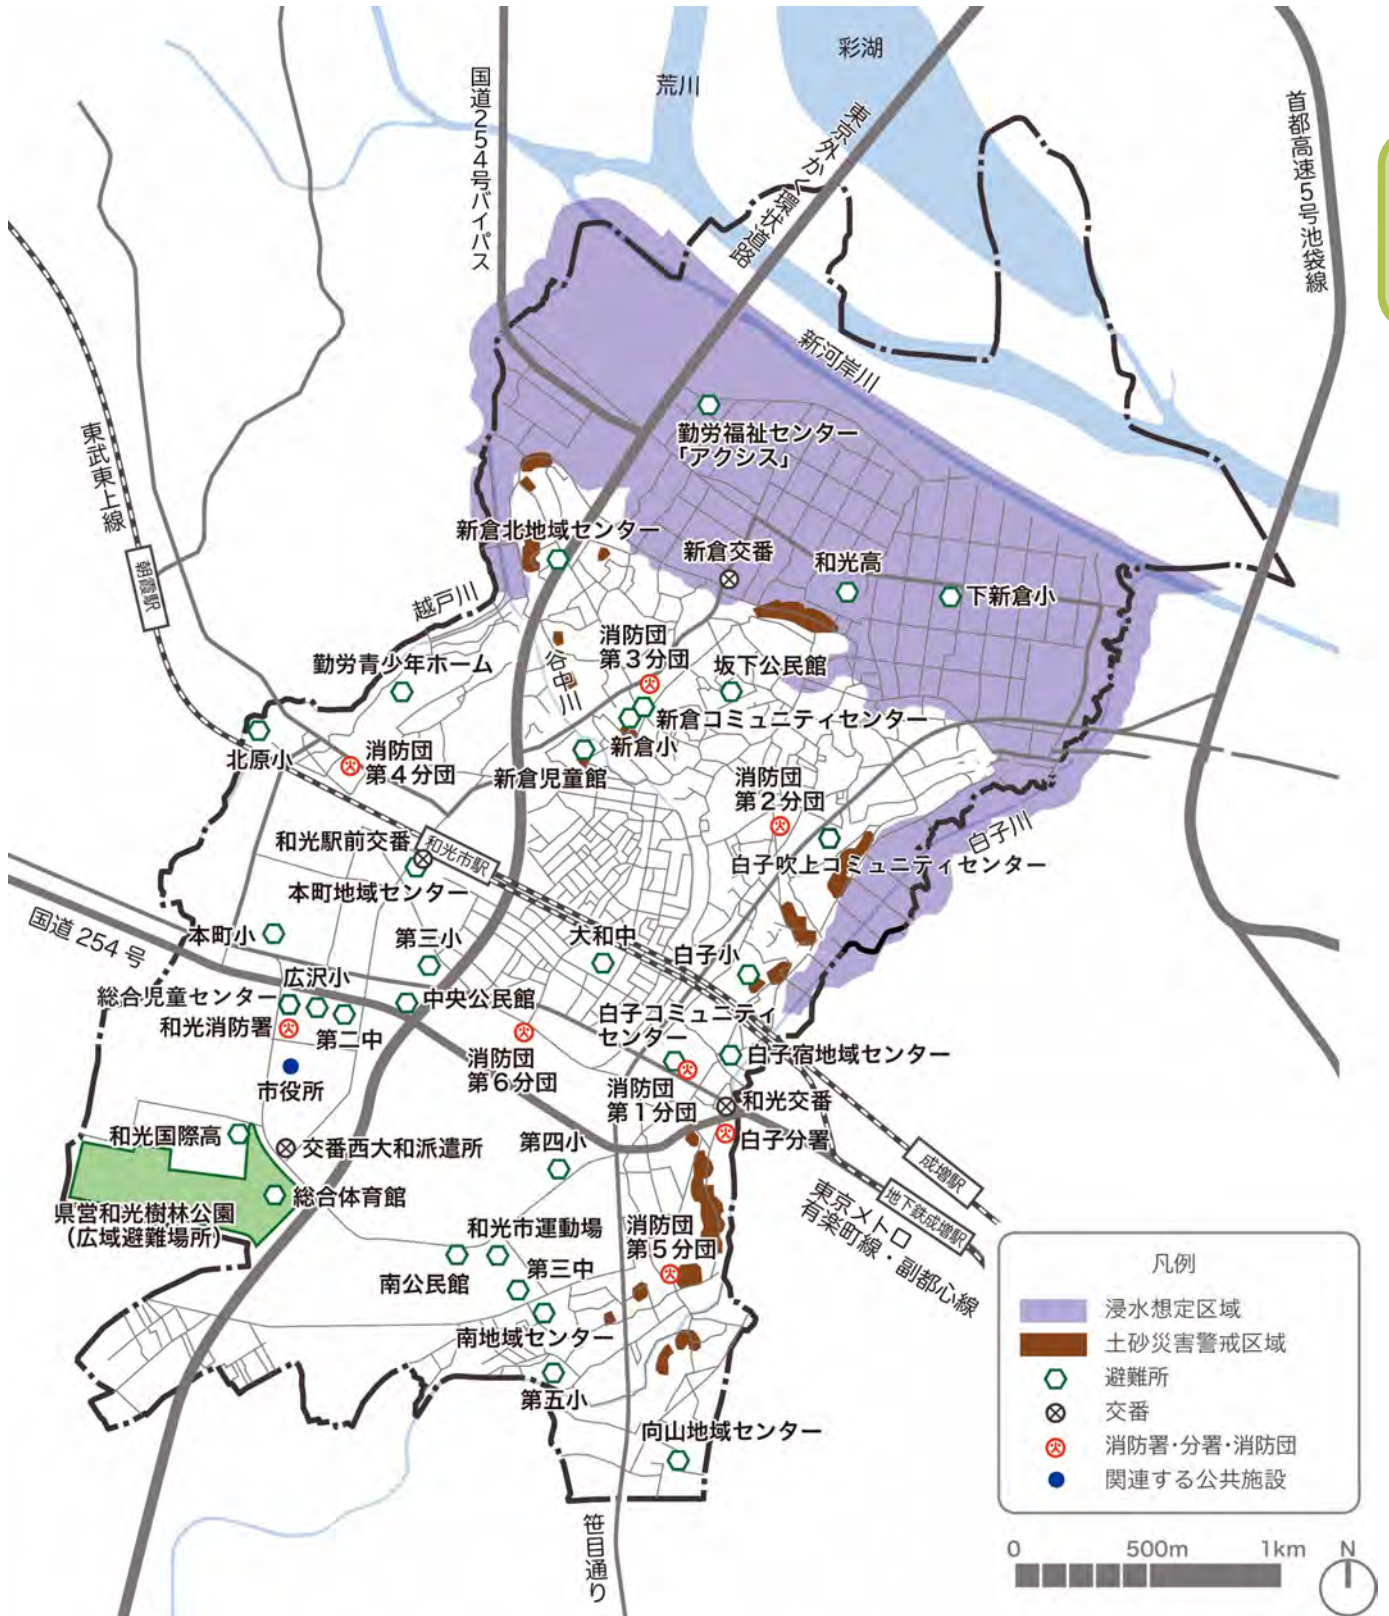 彩湖
荒川
国道254号バイパス
東京外かく環状道路
首都高速5号池袋線
新河岸川
東武東上線
勤労福祉センター
「アクシス」
朝霞駅
新倉北地域センター
新倉交番
和光高
下新倉小
越戸川
消防団
第3分団
坂下公民館
勤労青少年ホーム
谷中川
新倉コミュニティセンター
新倉小
北原小
消防団
第4分団
新倉児童館
消防団
第2分団
白子川
和光駅前交番
和光市駅
白子吹上コミュニティセンター
本町地域センター
国道254号
本町小
第三小
大和中
白子小
広沢小
総合児童センター
中央公民館
和光消防署
第二中
白子コミュニティ
センター
消防団
第6分団
白子宿地域センター
市役所
消防団
第1分団
和光交番
和光国際高
交番西大和派遣所
第四小
白子分署
成増駅
地下鉄成増駅
東京メトロ
有楽町線・副都心線
総合体育館
県営和光樹林公園
(広域避難場所)
和光市運動場
消防団
第5分団
南公民館
第三中
南地域センター
第五小
向山地域センター
笹目通り
凡例
浸水想定区域
土砂災害警戒区域
避難所
交番
消防署・分署・消防団
関連する公共施設
0 500m 1km
N